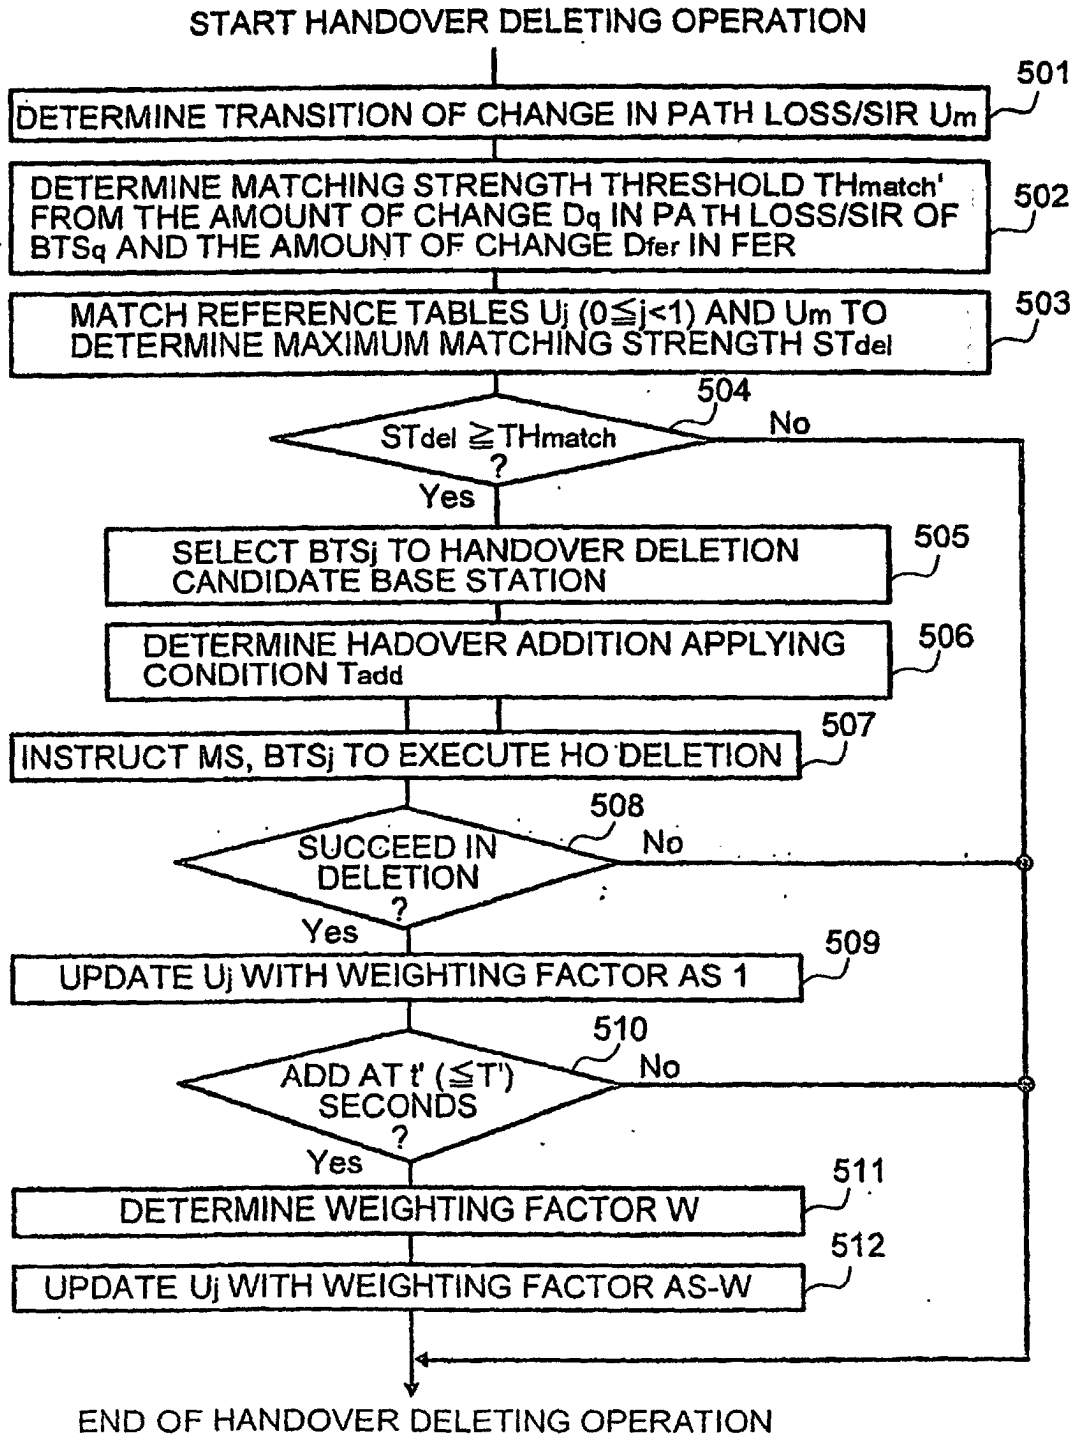 START HANDOVER DELETING OPERATION
501
DETERMINE TRANSITION OF CHANGE IN PATH LOSS/SIR Um
502
DETERMINE MATCHING STRENGTH THRESHOLD THmatch'
FROM THE AMOUNT OF CHANGE Dq IN PATH LOSS/SIR OF
BTSq AND THE AMOUNT OF CHANGE Dfer IN FER
503
MATCH REFERENCE TABLES Uj (0≦j<1) AND Um TO
DETERMINE MAXIMUM MATCHING STRENGTH STdel
504
STdel ≧ THmatch
?
No
Yes
505
SELECT BTSj TO HANDOVER DELETION
CANDIDATE BASE STATION
506
DETERMINE HADOVER ADDITION APPLYING
CONDITION Tadd
507
INSTRUCT MS, BTSj TO EXECUTE HO DELETION
508
SUCCEED IN
DELETION
?
No
Yes
509
UPDATE Uj WITH WEIGHTING FACTOR AS 1
510
ADD AT t' (≦T')
SECONDS
?
No
Yes
511
DETERMINE WEIGHTING FACTOR W
512
UPDATE Uj WITH WEIGHTING FACTOR AS-W
END OF HANDOVER DELETING OPERATION